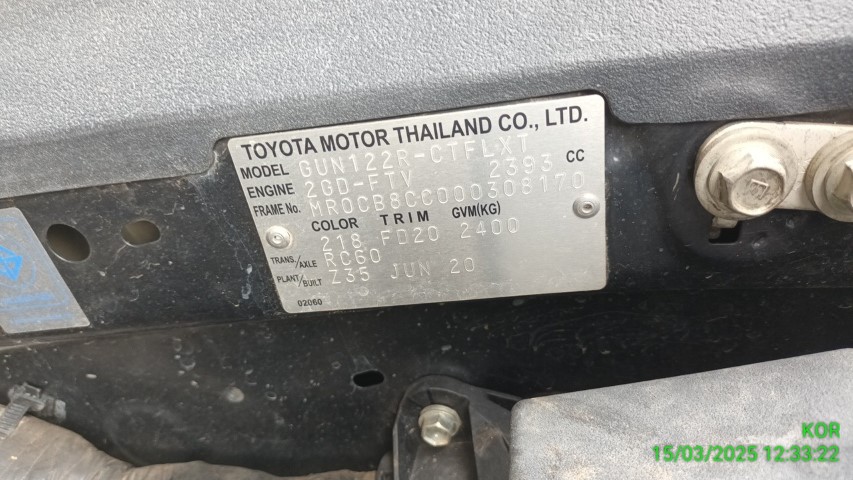 TOYOTA MOTOR THAILAND CO., LTD.
MODEL GUN122R-CTFLXT
ENGINE 2GD-FTV 2393 CC
FRAME No. MR0CB8CC000308170
COLOR TRIM GVM(KG)
218 FD20 2400
TRANS./AXLE RC60
PLANT/BUILT Z35 JUN 20
02060
KOR
15/03/2025 12:33:22